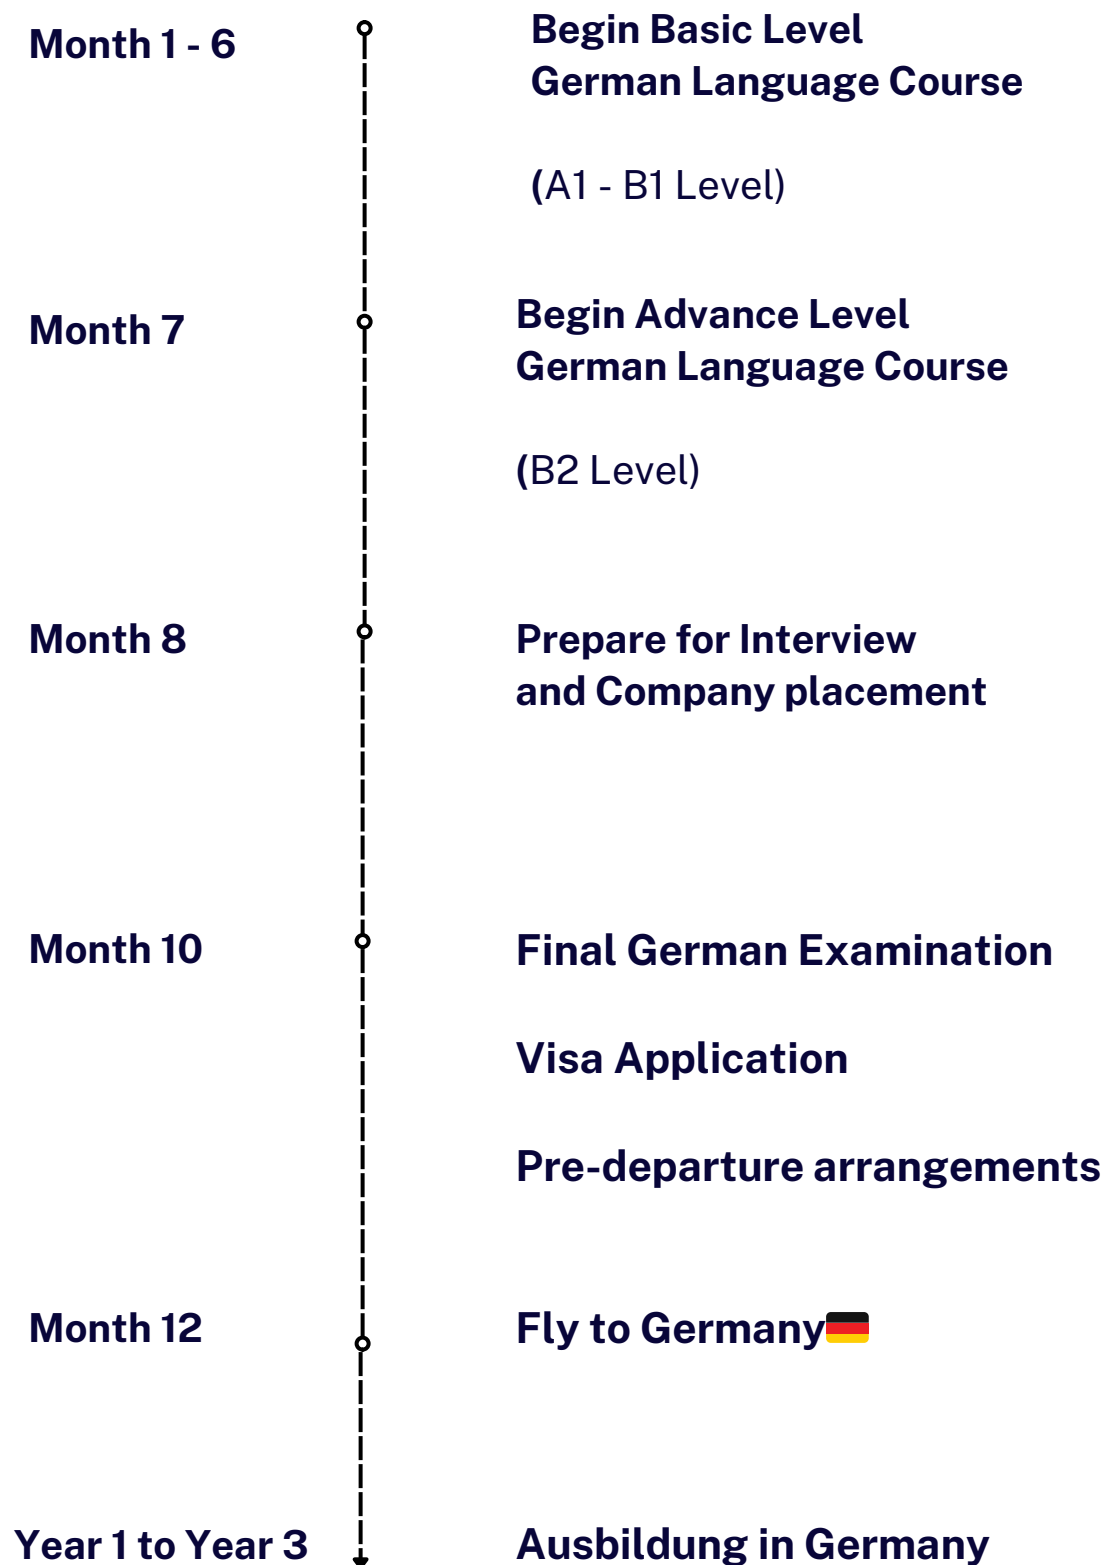 Month 1 - 6
Begin Basic Level
German Language Course
(A1 - B1 Level)
Month 7
Begin Advance Level
German Language Course
(B2 Level)
Month 8
Prepare for Interview
and Company placement
Month 10
Final German Examination
Visa Application
Pre-departure arrangements
Month 12
Fly to Germany
Year 1 to Year 3
Ausbildung in Germany